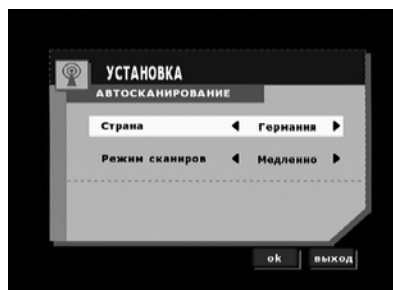 УСТАНОВКА
АВТОСКАНИРОВАНИЕ
Страна ◀ Германия ▶
Режим сканиров ◀ Медленно ▶
ok выход